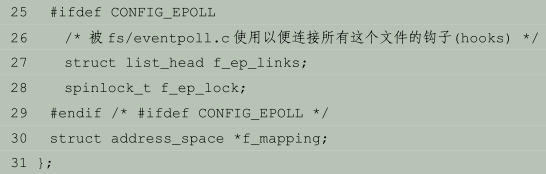 25  #ifdef CONFIG_EPOLL
26    /* 被 fs/eventpoll.c 使用以便连接所有这个文件的钩子(hooks) */
27    struct list_head f_ep_links;
28    spinlock_t f_ep_lock;
29  #endif /* #ifdef CONFIG_EPOLL */
30  struct address_space *f_mapping;
31 };